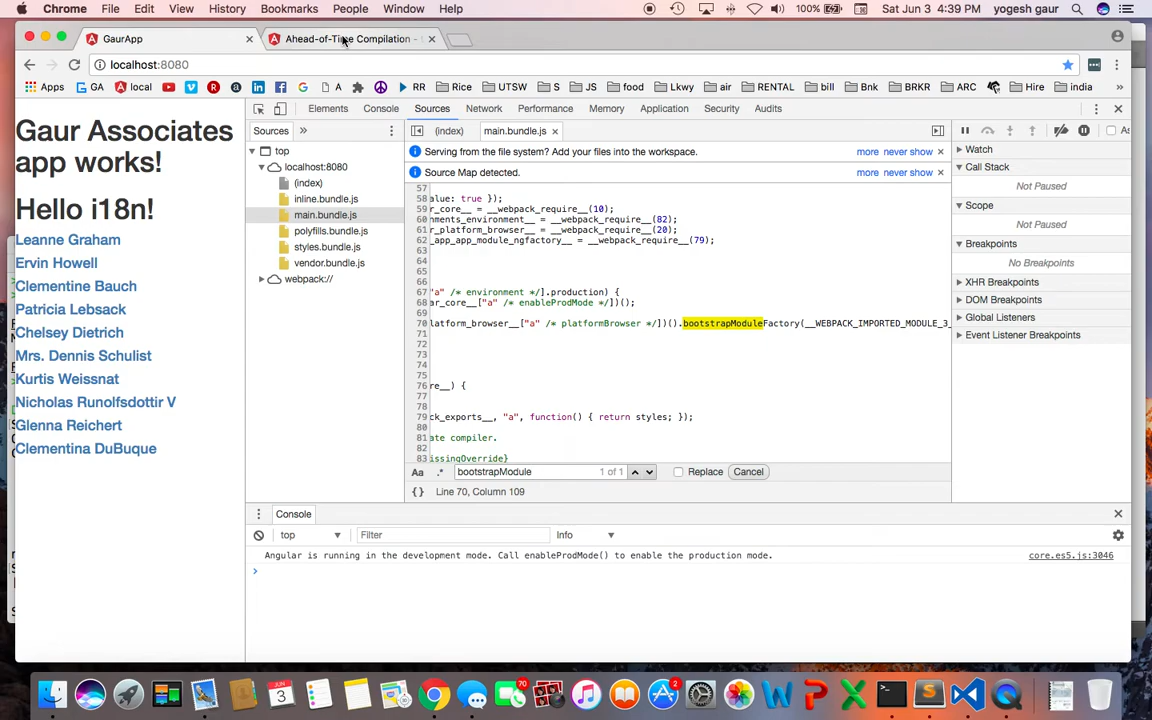 Chrome File Edit View History Bookmarks People Window Help 100% Sat Jun 3 4:39 PM yogesh gaur
GaurApp Ahead-of-Time Compilation -
localhost:8080
Apps GA local A RR Rice UTSW S JS food Lkwy air RENTAL bill Bnk BRKR ARC Hire india
Elements Console Sources Network Performance Memory Application Security Audits
Sources » (index) main.bundle.js
top
localhost:8080
(index)
inline.bundle.js
main.bundle.js
polyfills.bundle.js
styles.bundle.js
vendor.bundle.js
webpack://
Serving from the file system? Add your files into the workspace. more never show
Source Map detected. more never show
57
58 alue: true });
59 r_core__ = __webpack_require__(10);
60 nments_environment__ = __webpack_require__(82);
61 r_platform_browser__ = __webpack_require__(20);
62 _app_app_module_ngfactory__ = __webpack_require__(79);
63
64
65
66
67 "a" /* environment */].production) {
68 ar_core__["a" /* enableProdMode */])();
69
70 latform_browser__["a" /* platformBrowser */])().bootstrapModuleFactory(__WEBPACK_IMPORTED_MODULE_3_
71
72
73
74
75
76 re__) {
77
78
79 ck_exports__, "a", function() { return styles; });
80
81 ate compiler.
82
83 issingOverride}
Aa .* bootstrapModule 1 of 1 Replace Cancel
{} Line 70, Column 109
As
Watch
Call Stack
Not Paused
Scope
Not Paused
Breakpoints
No Breakpoints
XHR Breakpoints
DOM Breakpoints
Global Listeners
Event Listener Breakpoints
Gaur Associates
app works!
Hello i18n!
Leanne Graham
Ervin Howell
Clementine Bauch
Patricia Lebsack
Chelsey Dietrich
Mrs. Dennis Schulist
Kurtis Weissnat
Nicholas Runolfsdottir V
Glenna Reichert
Clementina DuBuque
Console
top Filter Info
Angular is running in the development mode. Call enableProdMode() to enable the production mode. core.es5.js:3046
70
2